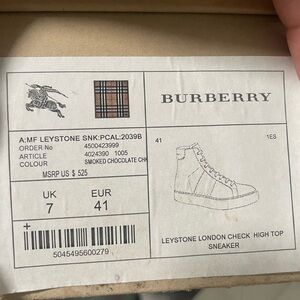 BURBERRY
A:MF LEYSTONE SNK:PCAL:2039B
ORDER No 4500423999
ARTICLE 4024390 1005
COLOUR SMOKED CHOCOLATE CHK
MSRP US $ 525
UK EUR
7 41
5045495600279
41 1ES
LEYSTONE LONDON CHECK HIGH TOP
SNEAKER